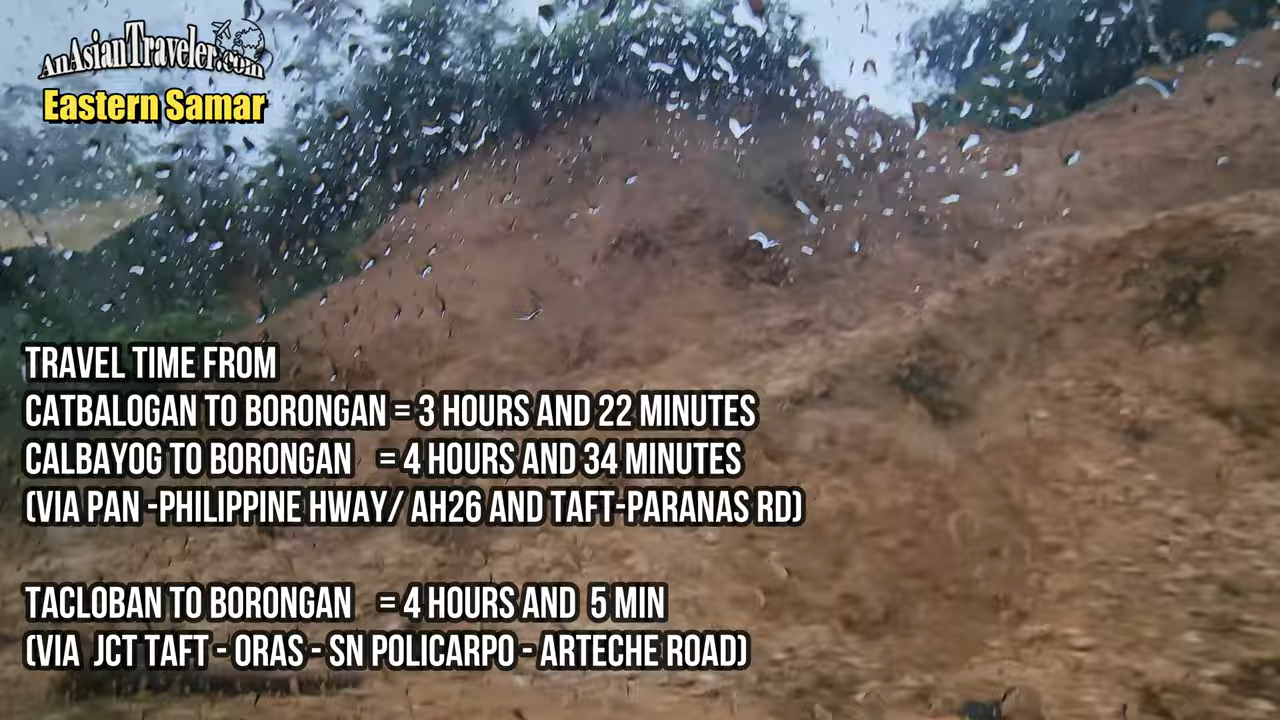 AnAsianTraveler.com
Eastern Samar
TRAVEL TIME FROM
CATBALOGAN TO BORONGAN = 3 HOURS AND 22 MINUTES
CALBAYOG TO BORONGAN = 4 HOURS AND 34 MINUTES
(VIA PAN -PHILIPPINE HWAY/ AH26 AND TAFT-PARANAS RD)
TACLOBAN TO BORONGAN = 4 HOURS AND 5 MIN
(VIA JCT TAFT - ORAS - SN POLICARPO - ARTECHE ROAD)